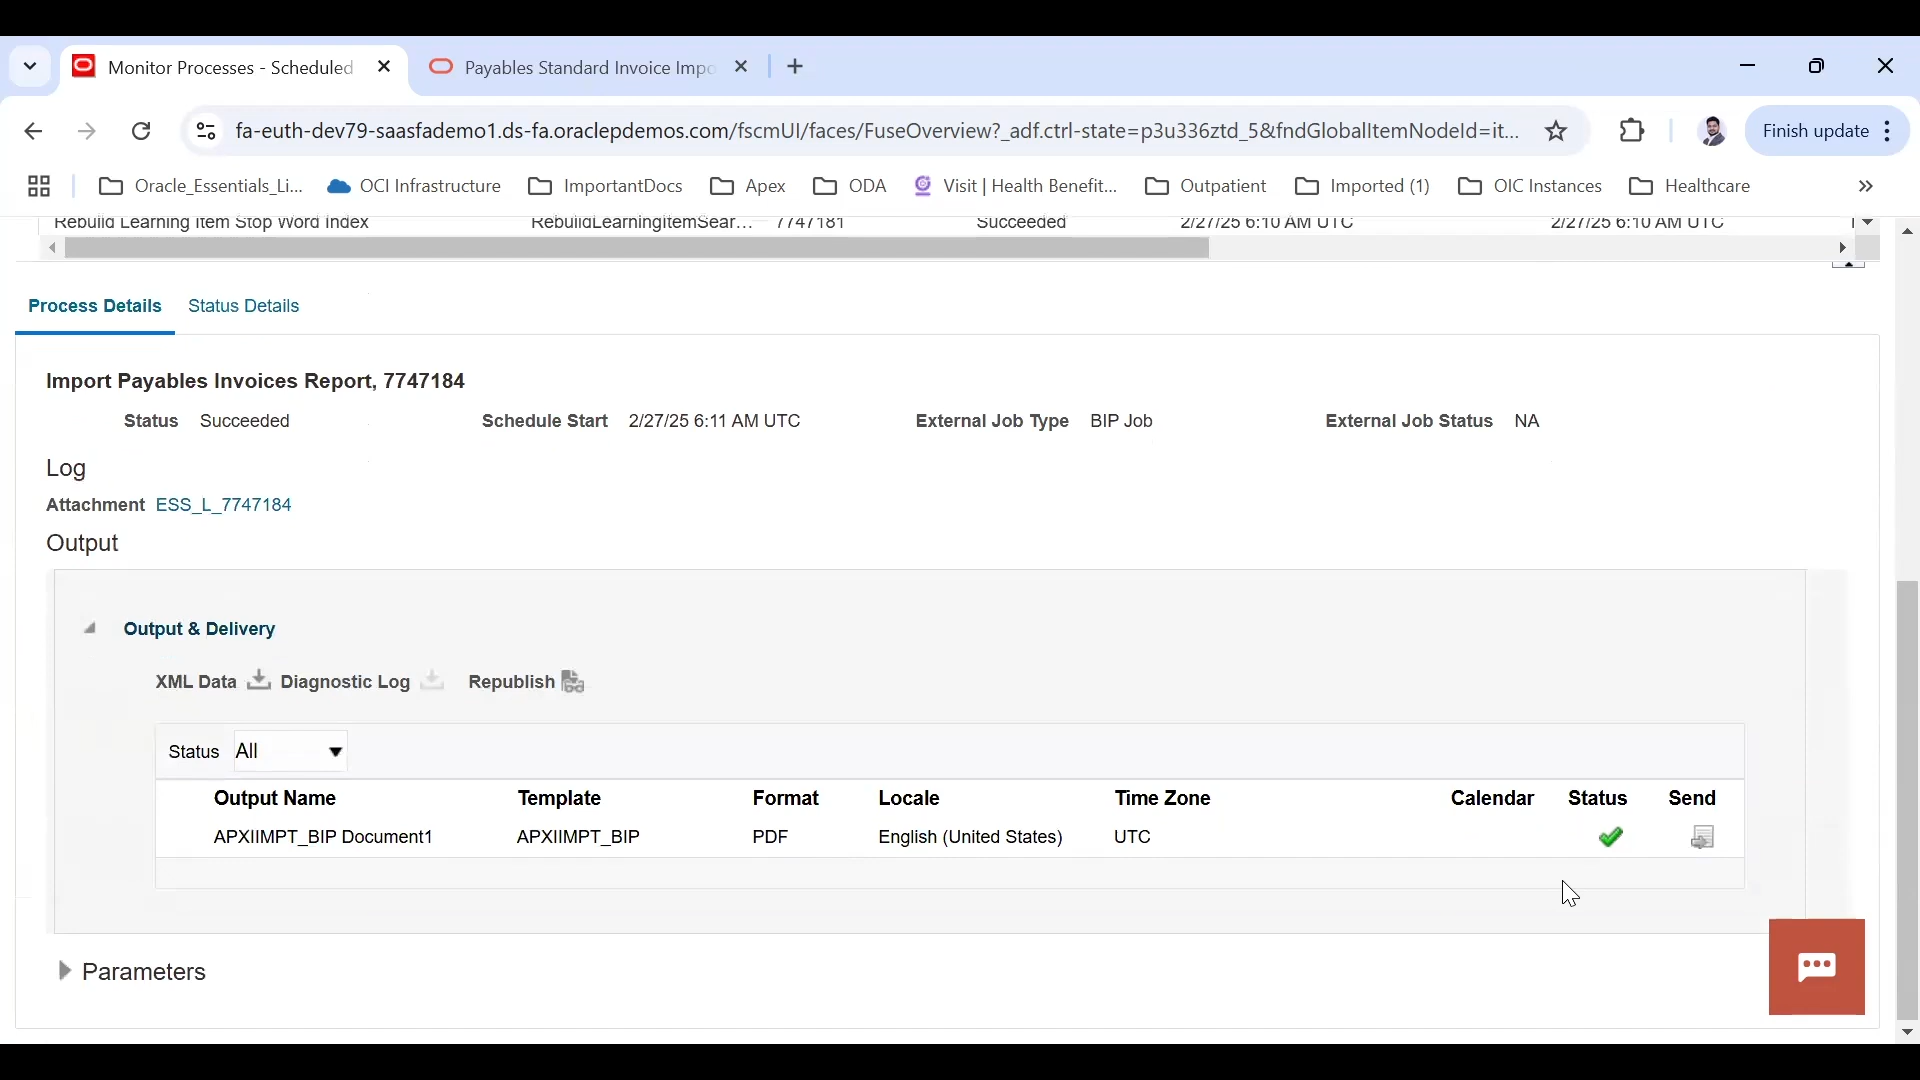 Monitor Processes - Scheduled
Payables Standard Invoice Impo
fa-euth-dev79-saasfademo1.ds-fa.oraclepdemos.com/fscmUI/faces/FuseOverview?_adf.ctrl-state=p3u336ztd_5&fndGlobalItemNodeId=it...
Finish update
Oracle_Essentials_Li... OCI Infrastructure ImportantDocs Apex ODA Visit | Health Benefit... Outpatient Imported (1) OIC Instances Healthcare
Rebuild Learning Item Stop Word Index RebuildLearningItemSear... 7747181 Succeeded 2/27/25 6:10 AM UTC 2/27/25 6:10 AM UTC
Process Details Status Details
Import Payables Invoices Report, 7747184
Status Succeeded Schedule Start 2/27/25 6:11 AM UTC External Job Type BIP Job External Job Status NA
Log
Attachment ESS_L_7747184
Output
Output & Delivery
XML Data Diagnostic Log Republish
Status All
Output Name Template Format Locale Time Zone Calendar Status Send
APXIIMPT_BIP Document1 APXIIMPT_BIP PDF English (United States) UTC
Parameters